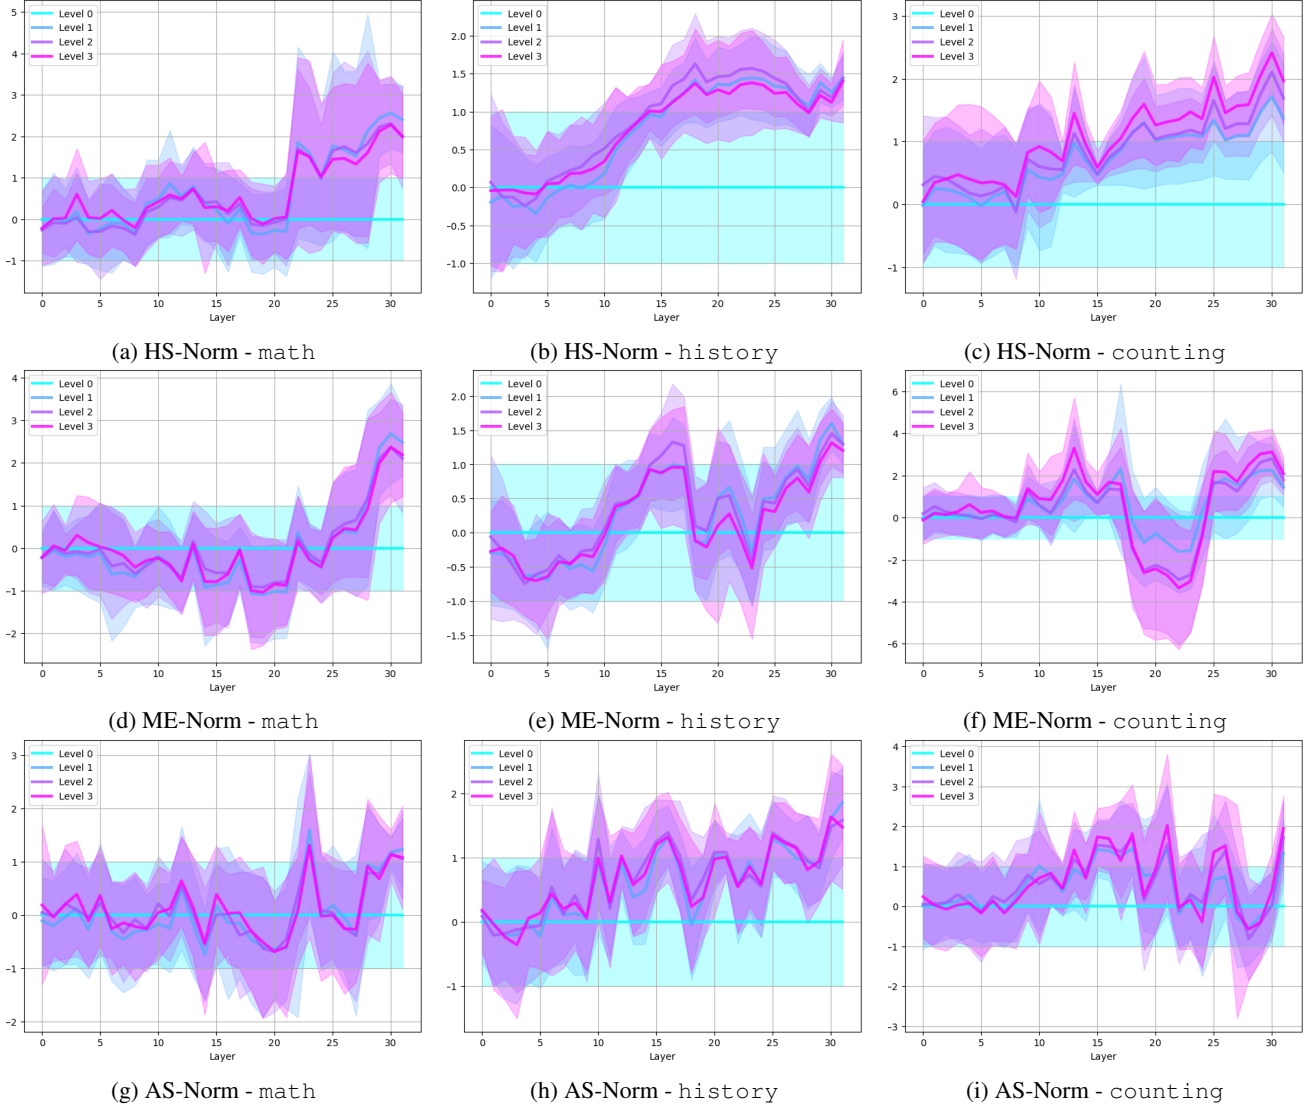 5
4
3
2
1
0
−1
Level 0
Level 1
Level 2
Level 3
0 5 10 15 20 25 30
Layer
(a) HS-Norm - math
2.0
1.5
1.0
0.5
0.0
−0.5
−1.0
Level 0
Level 1
Level 2
Level 3
0 5 10 15 20 25 30
Layer
(b) HS-Norm - history
3
2
1
0
−1
Level 0
Level 1
Level 2
Level 3
0 5 10 15 20 25 30
Layer
(c) HS-Norm - counting
4
3
2
1
0
−1
−2
Level 0
Level 1
Level 2
Level 3
0 5 10 15 20 25 30
Layer
(d) ME-Norm - math
2.0
1.5
1.0
0.5
0.0
−0.5
−1.0
−1.5
Level 0
Level 1
Level 2
Level 3
0 5 10 15 20 25 30
Layer
(e) ME-Norm - history
6
4
2
0
−2
−4
−6
Level 0
Level 1
Level 2
Level 3
0 5 10 15 20 25 30
Layer
(f) ME-Norm - counting
3
2
1
0
−1
−2
Level 0
Level 1
Level 2
Level 3
0 5 10 15 20 25 30
Layer
(g) AS-Norm - math
2
1
0
−1
Level 0
Level 1
Level 2
Level 3
0 5 10 15 20 25 30
Layer
(h) AS-Norm - history
4
3
2
1
0
−1
−2
−3
Level 0
Level 1
Level 2
Level 3
0 5 10 15 20 25 30
Layer
(i) AS-Norm - counting